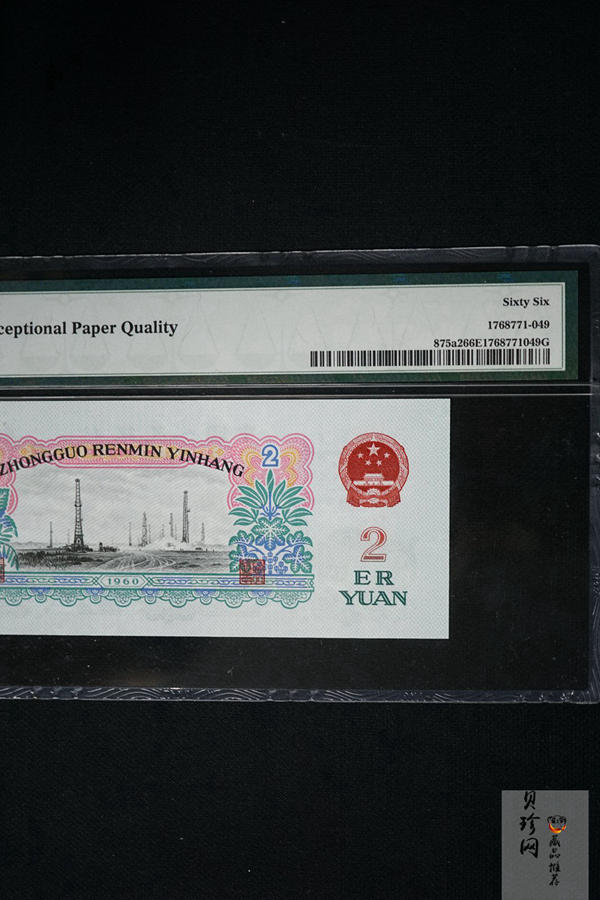 Sixty Six
ceptional Paper Quality
1768771-049
875a266E1768771049G
ZHONGGUO RENMIN YINHANG
2
1960
2
ER
YUAN
贝珍网
藏品推荐